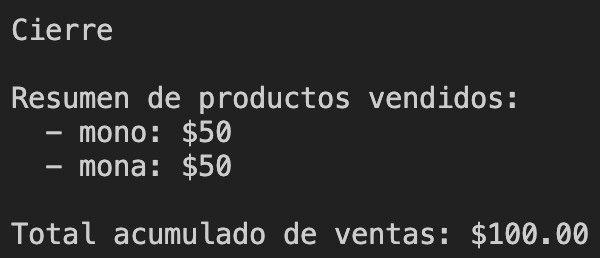 Cierre
Resumen de productos vendidos:
- mono: $50
- mona: $50
Total acumulado de ventas: $100.00